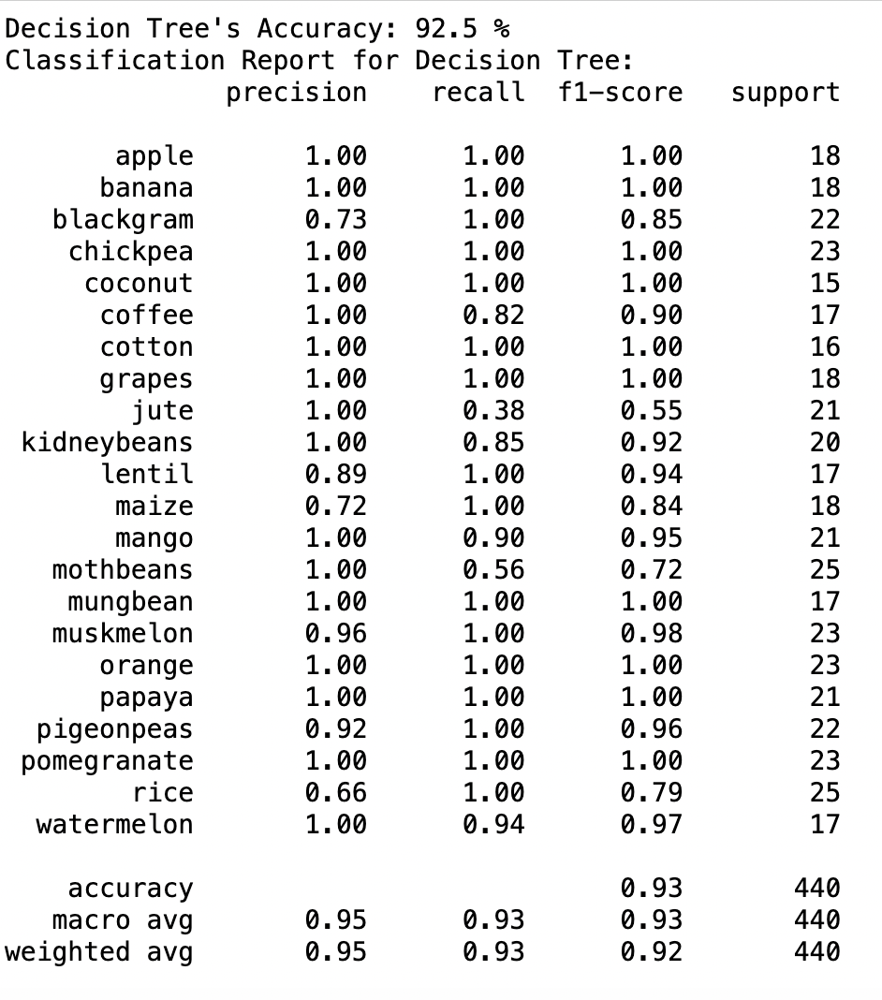 Decision Tree's Accuracy: 92.5 %
Classification Report for Decision Tree:
              precision    recall  f1-score   support

       apple       1.00      1.00      1.00        18
      banana       1.00      1.00      1.00        18
   blackgram       0.73      1.00      0.85        22
    chickpea       1.00      1.00      1.00        23
     coconut       1.00      1.00      1.00        15
      coffee       1.00      0.82      0.90        17
      cotton       1.00      1.00      1.00        16
      grapes       1.00      1.00      1.00        18
        jute       1.00      0.38      0.55        21
 kidneybeans       1.00      0.85      0.92        20
      lentil       0.89      1.00      0.94        17
       maize       0.72      1.00      0.84        18
       mango       1.00      0.90      0.95        21
   mothbeans       1.00      0.56      0.72        25
    mungbean       1.00      1.00      1.00        17
   muskmelon       0.96      1.00      0.98        23
      orange       1.00      1.00      1.00        23
      papaya       1.00      1.00      1.00        21
  pigeonpeas       0.92      1.00      0.96        22
 pomegranate       1.00      1.00      1.00        23
        rice       0.66      1.00      0.79        25
  watermelon       1.00      0.94      0.97        17

    accuracy                           0.93       440
   macro avg       0.95      0.93      0.93       440
weighted avg       0.95      0.93      0.92       440